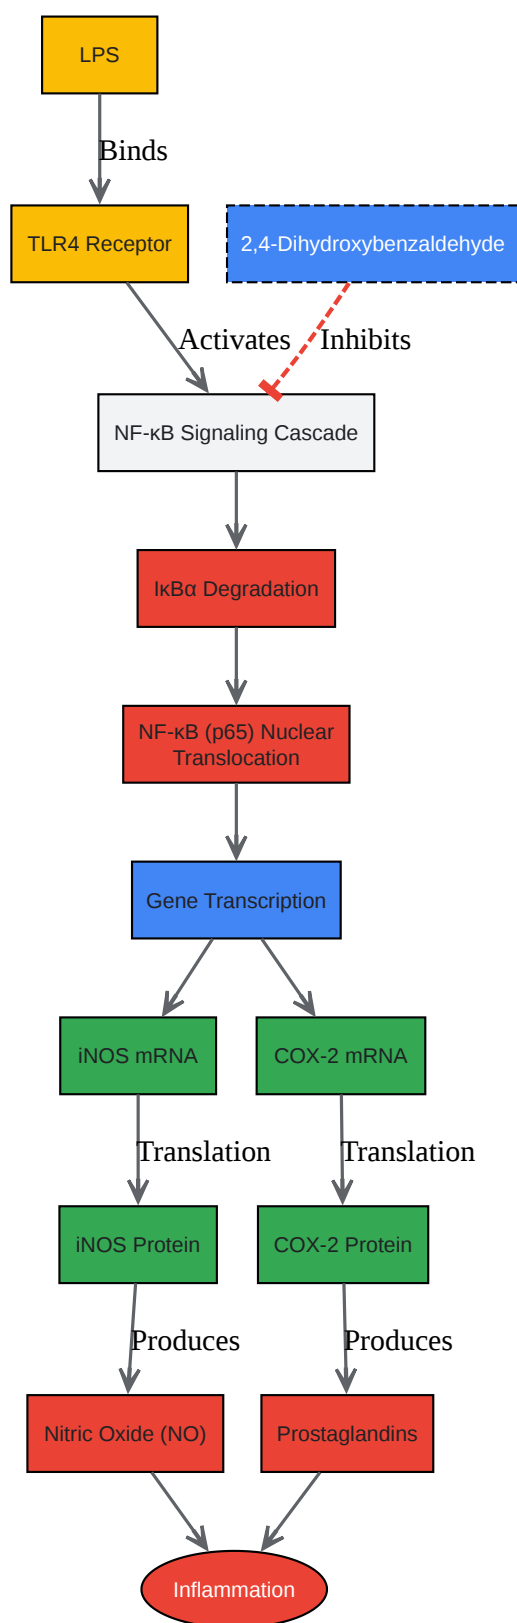 LPS
Binds
TLR4 Receptor
2,4-Dihydroxybenzaldehyde
Activates
Inhibits
NF-κB Signaling Cascade
IκBα Degradation
NF-κB (p65) Nuclear
Translocation
Gene Transcription
iNOS mRNA
COX-2 mRNA
Translation
Translation
iNOS Protein
COX-2 Protein
Produces
Produces
Nitric Oxide (NO)
Prostaglandins
Inflammation